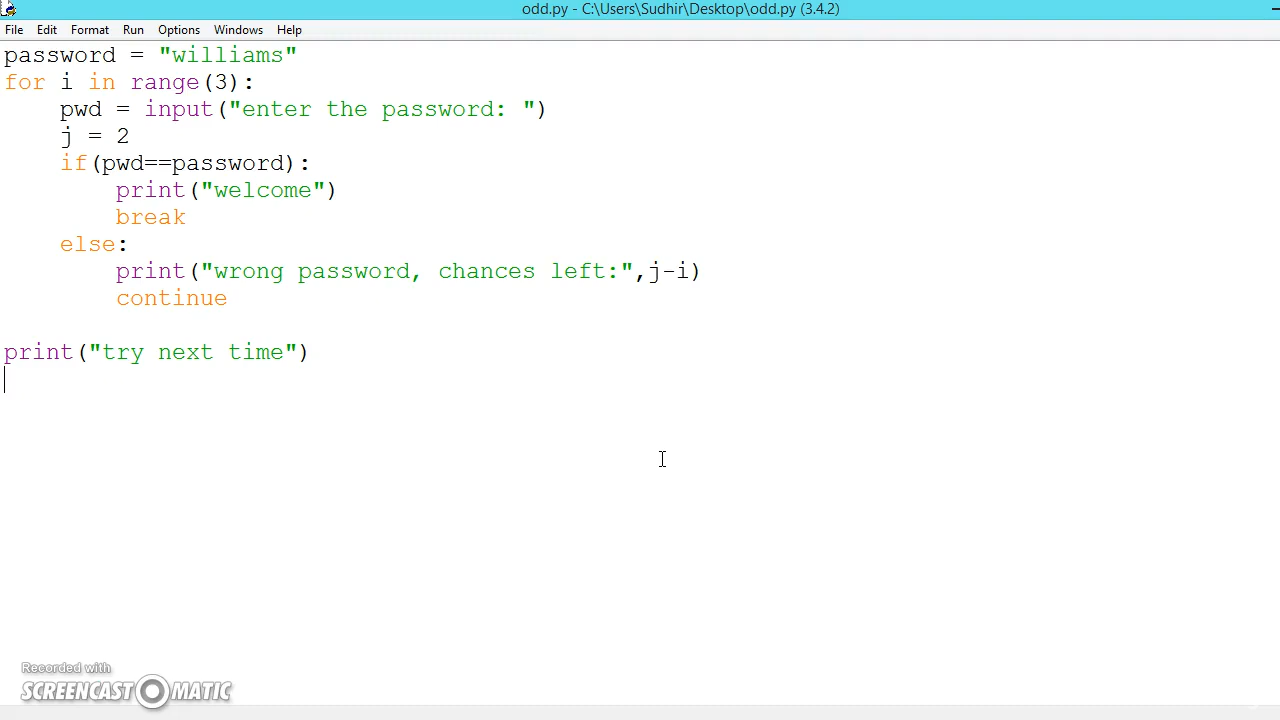 odd.py - C:\Users\Sudhir\Desktop\odd.py (3.4.2)
File Edit Format Run Options Windows Help
password = "williams"
for i in range(3):
    pwd = input("enter the password: ")
    j = 2
    if(pwd==password):
        print("welcome")
        break
    else:
        print("wrong password, chances left:",j-i)
        continue

print("try next time")
Recorded with
SCREENCAST MATIC